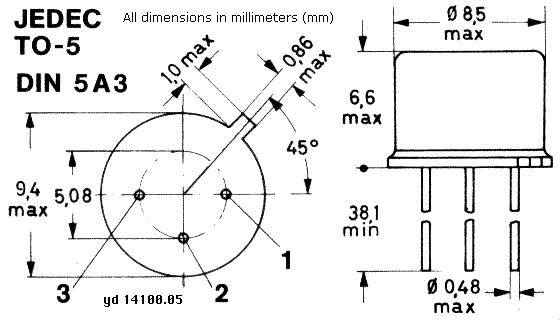 JEDEC
TO-5
DIN 5A3
All dimensions in millimeters (mm)
1,0 max
0,86
max
45°
9,4
max
5,08
1
2
3
yd 14100.05
Ø 8,5
max
6,6
max
38,1
min
Ø 0,48
max